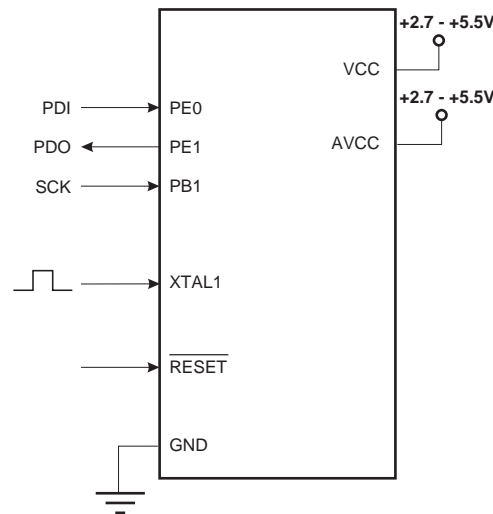 +2.7 - +5.5V
VCC
+2.7 - +5.5V
PDI PE0
PDO PE1 AVCC
SCK PB1
XTAL1
RESET
GND